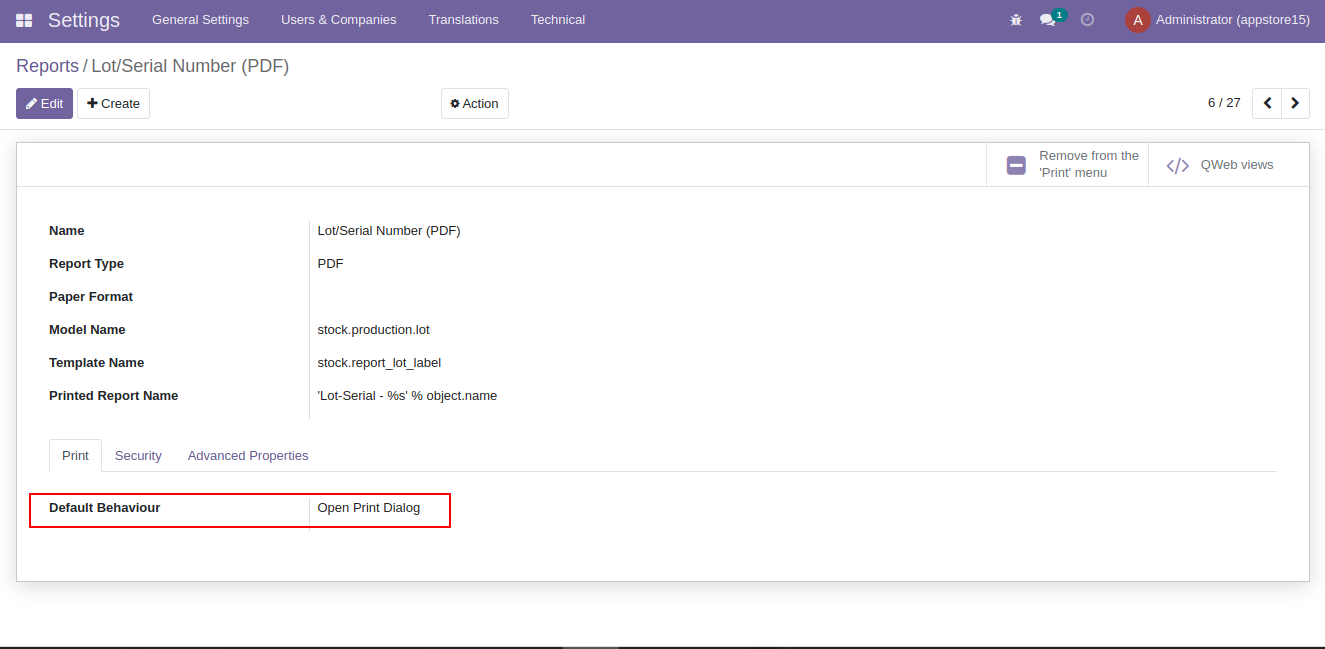 Settings General Settings Users & Companies Translations Technical 1 A Administrator (appstore15)
Reports / Lot/Serial Number (PDF)
Edit Create Action 6 / 27
Remove from the
'Print' menu
QWeb views
Name Lot/Serial Number (PDF)
Report Type PDF
Paper Format
Model Name stock.production.lot
Template Name stock.report_lot_label
Printed Report Name 'Lot-Serial - %s' % object.name
Print Security Advanced Properties
Default Behaviour Open Print Dialog